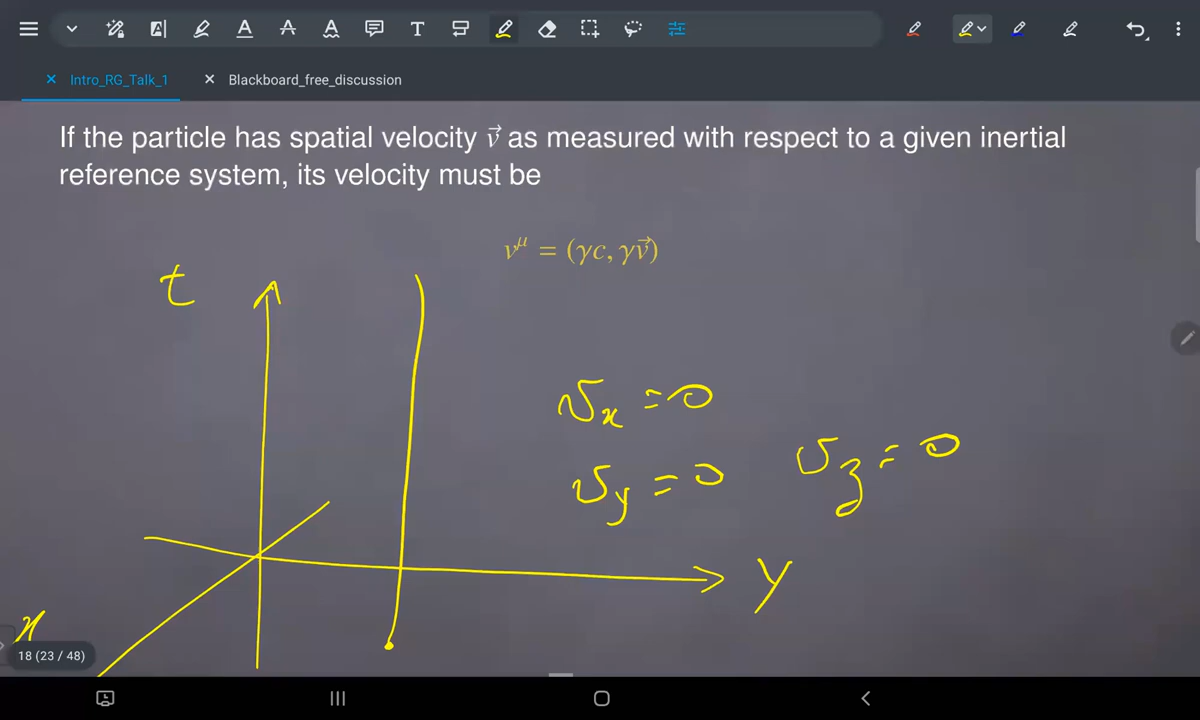 T
Intro_RG_Talk_1
Blackboard_free_discussion
If the particle has spatial velocity v⃗ as measured with respect to a given inertial
reference system, its velocity must be
v^μ = (γc, γv⃗)
t
v_x = 0
v_y = 0
v_z = 0
y
x
18 (23 / 48)